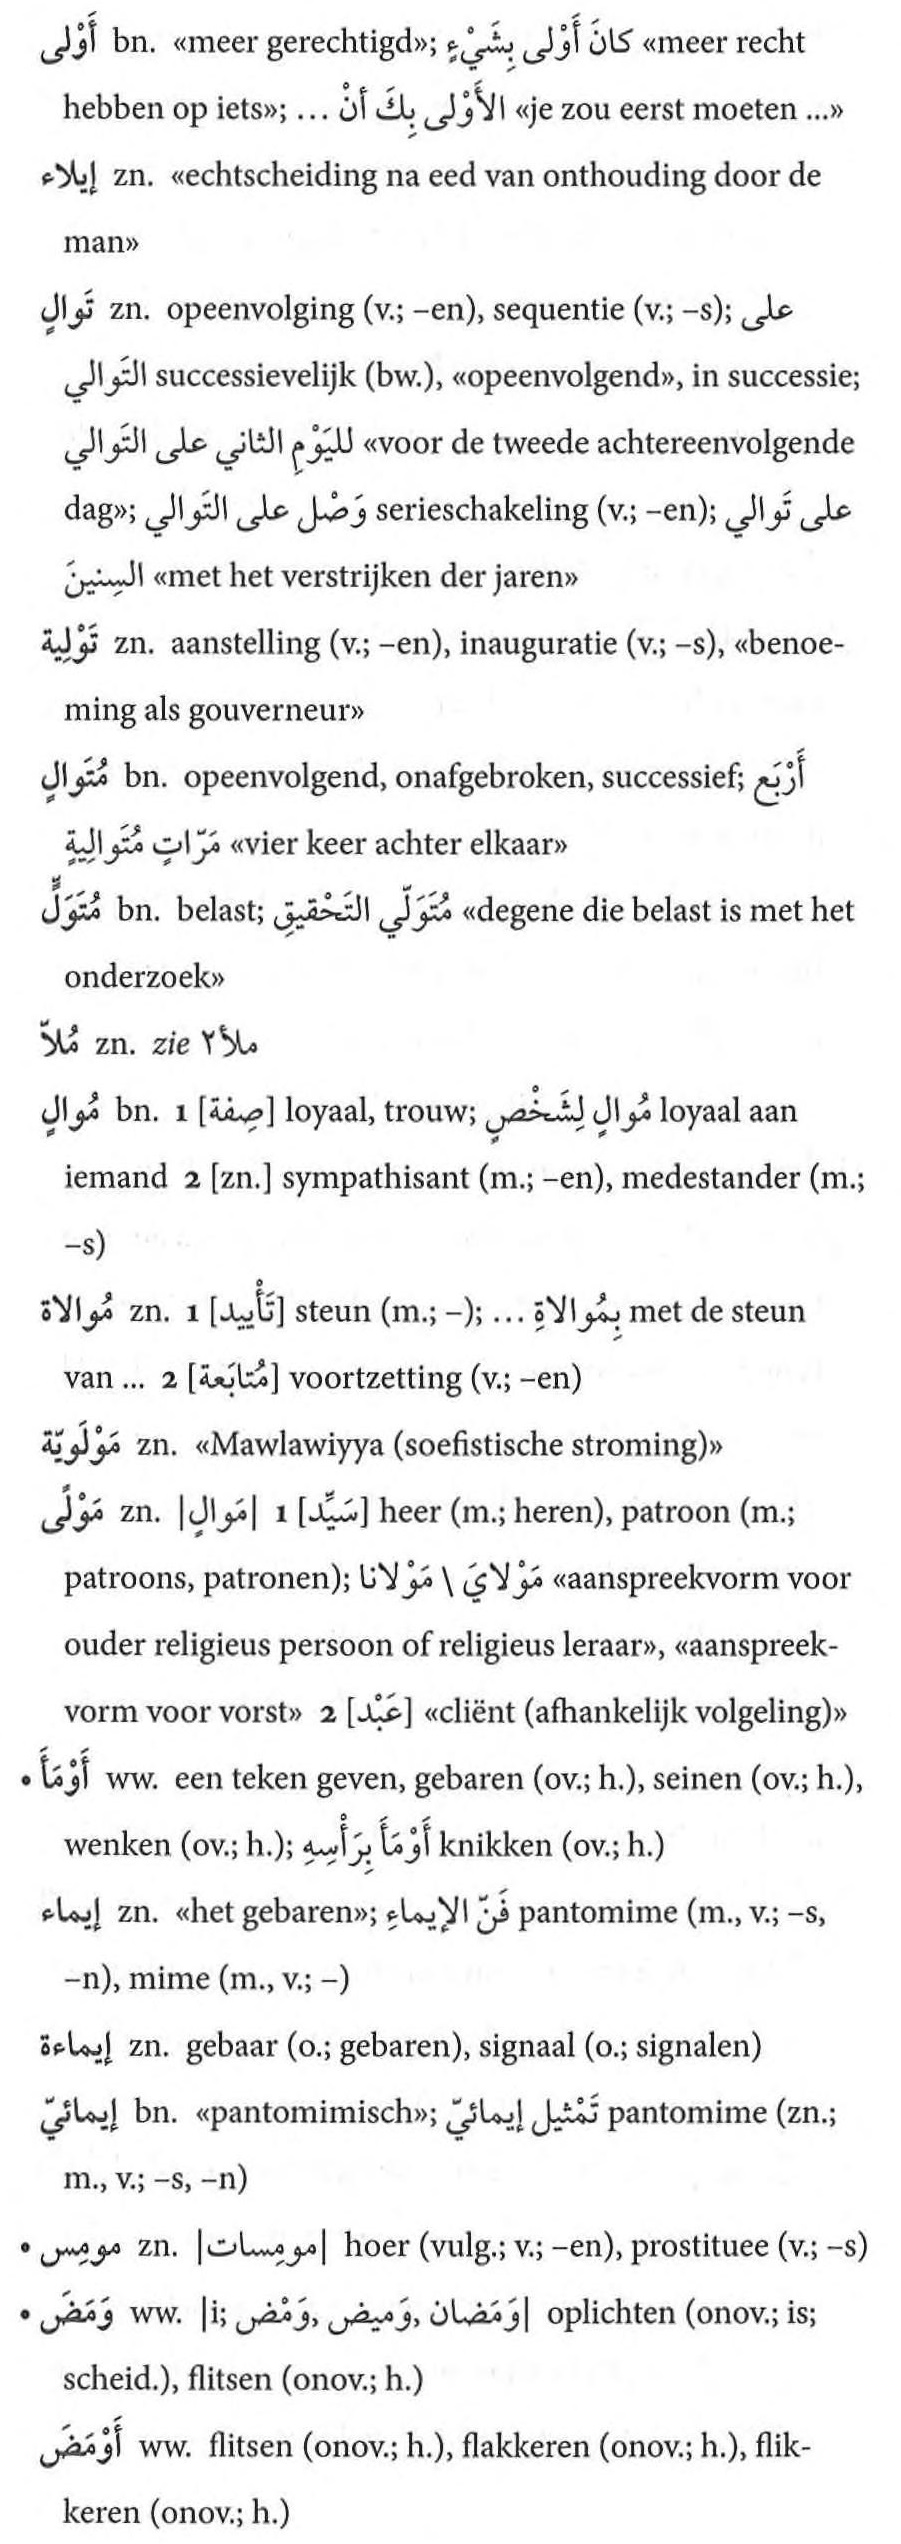 أَوْلى bn. «meer gerechtigd»; كانَ أَوْلى بِشَيْءٍ «meer recht
hebben op iets»; الأَوْلى بِكَ أنْ ... «je zou eerst moeten ...»
إيلاء zn. «echtscheiding na eed van onthouding door de
man»
تَوالٍ zn. opeenvolging (v.; –en), sequentie (v.; –s); على
التَوالي successievelijk (bw.), «opeenvolgend», in successie;
لليَوْمِ الثاني على التَوالي «voor de tweede achtereenvolgende
dag»; وَصْل على التَوالي serieschakeling (v.; –en); على تَوالي
السِنينَ «met het verstrijken der jaren»
تَوْلِية zn. aanstelling (v.; –en), inauguratie (v.; –s), «benoe-
ming als gouverneur»
مُتَوالٍ bn. opeenvolgend, onafgebroken, successief; أَرْبَع
مَرّاتٍ مُتَوالِيةٍ «vier keer achter elkaar»
مُتَوَلٍّ bn. belast; مُتَوَلّي التَحْقيقِ «degene die belast is met het
onderzoek»
مُلاّ zn. zie ملأ٢
مُوالٍ bn. 1 [صِفة] loyaal, trouw; مُوالٍ لِشَخْصٍ loyaal aan
iemand 2 [zn.] sympathisant (m.; –en), medestander (m.;
–s)
مُوالاة zn. 1 [تَأْييد] steun (m.; –); بِمُوالاةِ ... met de steun
van ... 2 [مُتابَعة] voortzetting (v.; –en)
مَوْلَويّة zn. «Mawlawiyya (soefistische stroming)»
مَوْلًى zn. |مَوالٍ| 1 [سَيِّد] heer (m.; heren), patroon (m.;
patroons, patronen); مَوْلايَ \ مَوْلانا «aanspreekvorm voor
ouder religieus persoon of religieus leraar», «aanspreek-
vorm voor vorst» 2 [عَبْد] «cliënt (afhankelijk volgeling)»
• أَوْمَأَ ww. een teken geven, gebaren (ov.; h.), seinen (ov.; h.),
wenken (ov.; h.); أَوْمَأَ بِرَأْسِهِ knikken (ov.; h.)
إيماء zn. «het gebaren»; فَنّ الإيماءِ pantomime (m., v.; –s,
–n), mime (m., v.; –)
إيماءة zn. gebaar (o.; gebaren), signaal (o.; signalen)
إيمائيّ bn. «pantomimisch»; تَمْثيل إيمائيّ pantomime (zn.;
m., v.; –s, –n)
• مومِس zn. |مومِسات| hoer (vulg.; v.; –en), prostituee (v.; –s)
• وَمَضَ ww. |i; وَمْض, وَميض, وَمَضان| oplichten (onov.; is;
scheid.), flitsen (onov.; h.)
أَوْمَضَ ww. flitsen (onov.; h.), flakkeren (onov.; h.), flik-
keren (onov.; h.)